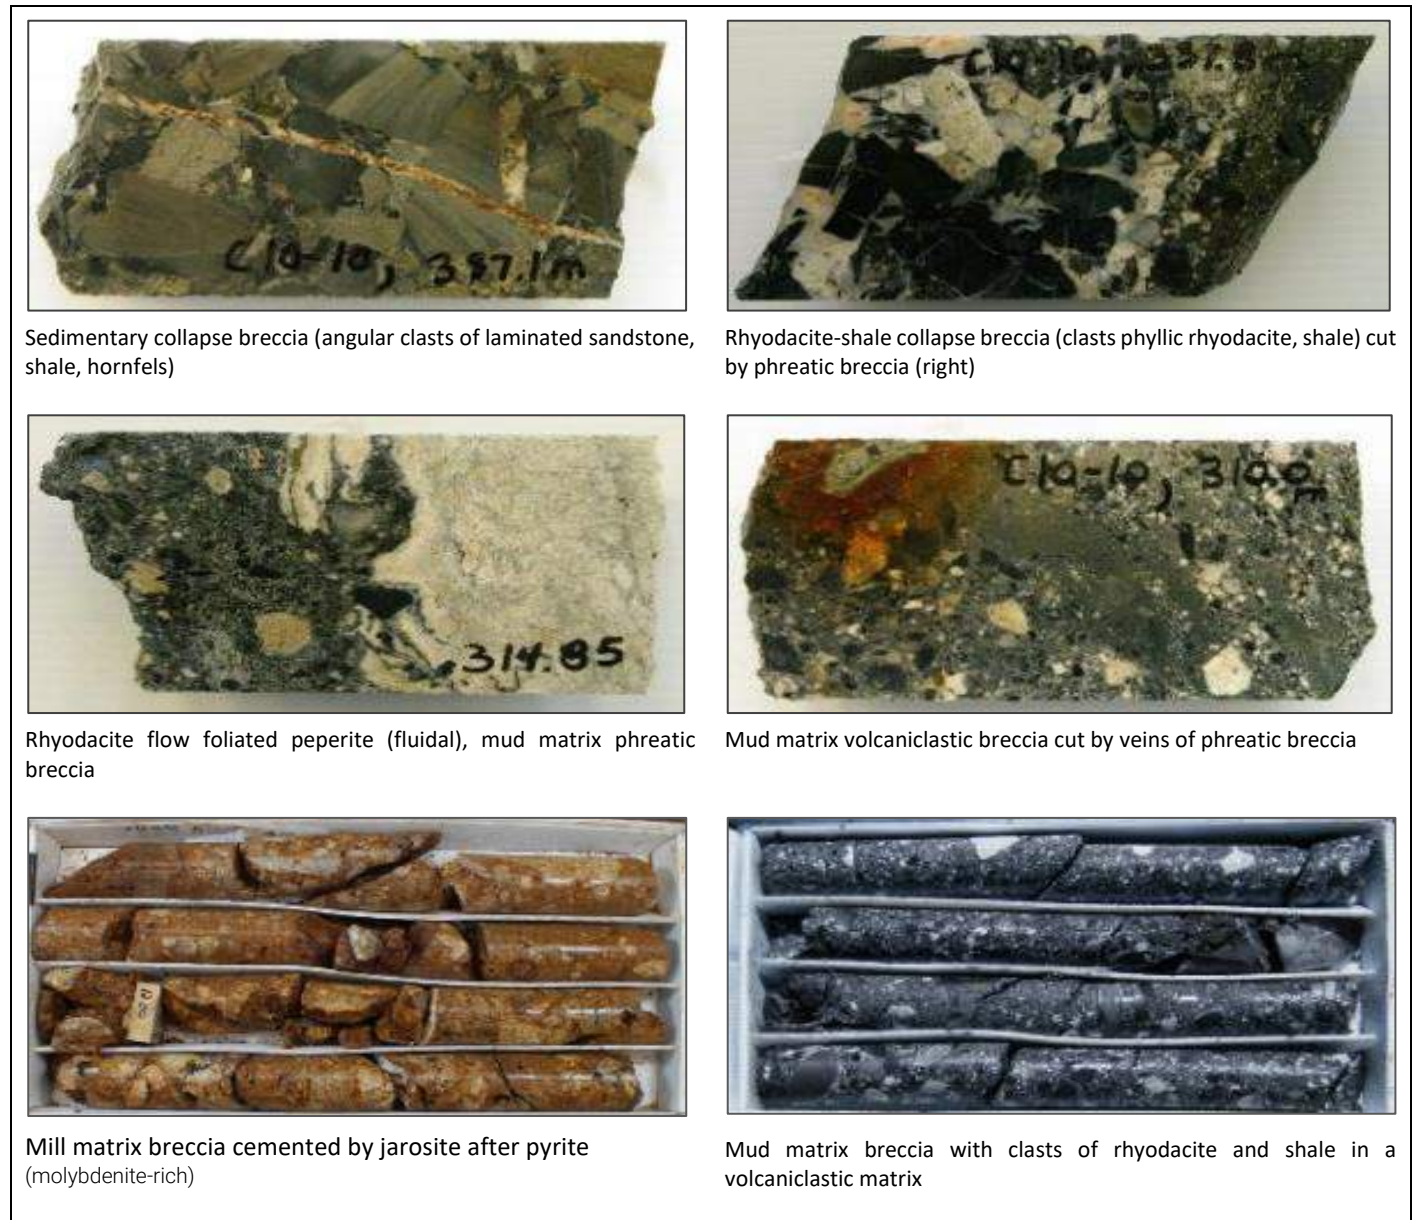 C10-10, 387.1m
Sedimentary collapse breccia (angular clasts of laminated sandstone,
shale, hornfels)
Rhyodacite-shale collapse breccia (clasts phyllic rhyodacite, shale) cut
by phreatic breccia (right)
314.85
Rhyodacite flow foliated peperite (fluidal), mud matrix phreatic
breccia
C10-10, 310.0
m
Mud matrix volcaniclastic breccia cut by veins of phreatic breccia
Mill matrix breccia cemented by jarosite after pyrite
(molybdenite-rich)
Mud matrix breccia with clasts of rhyodacite and shale in a
volcaniclastic matrix